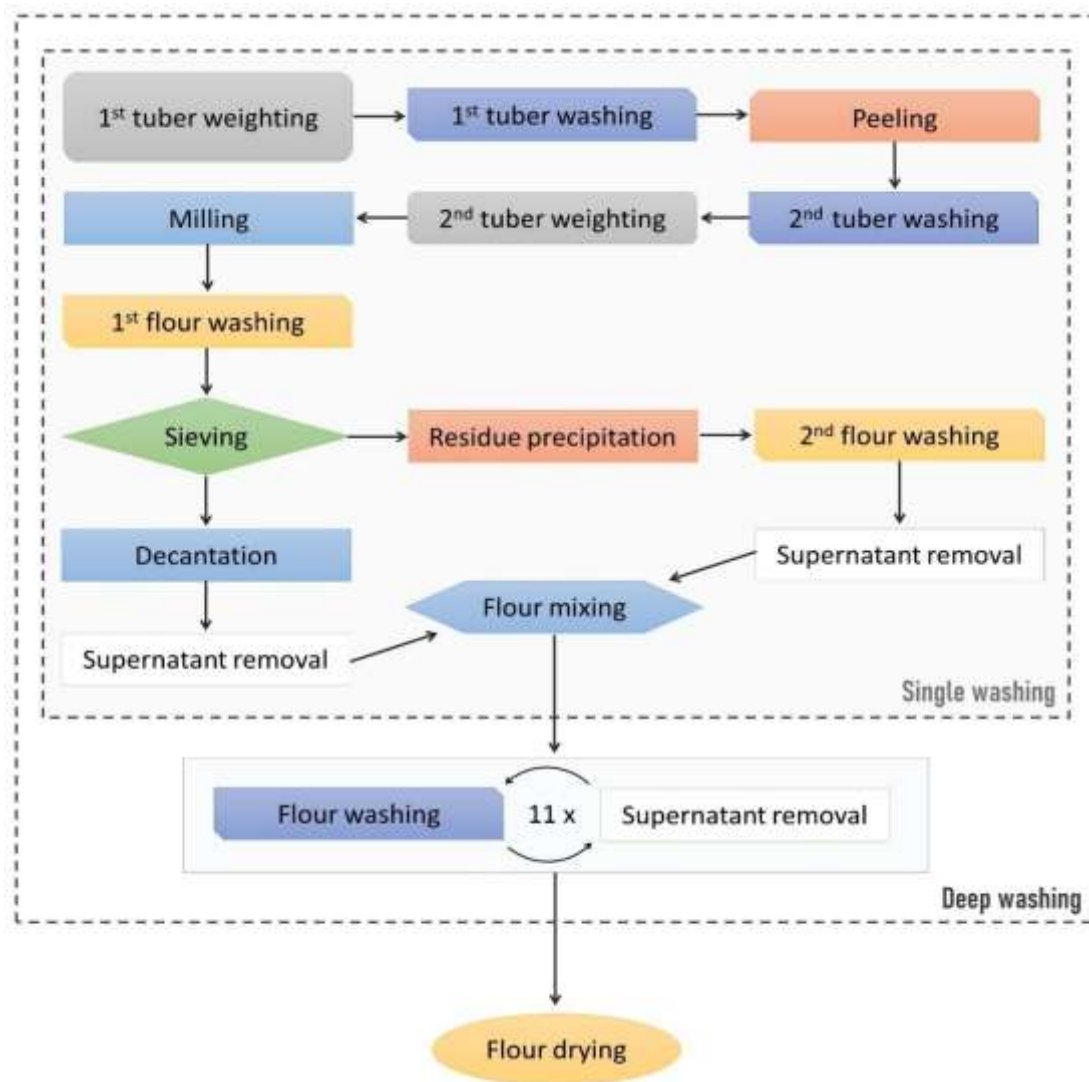 1st tuber weighting
1st tuber washing
Peeling
Milling
2nd tuber weighting
2nd tuber washing
1st flour washing
Sieving
Residue precipitation
2nd flour washing
Decantation
Supernatant removal
Flour mixing
Supernatant removal
Single washing
Flour washing
11 x
Supernatant removal
Deep washing
Flour drying